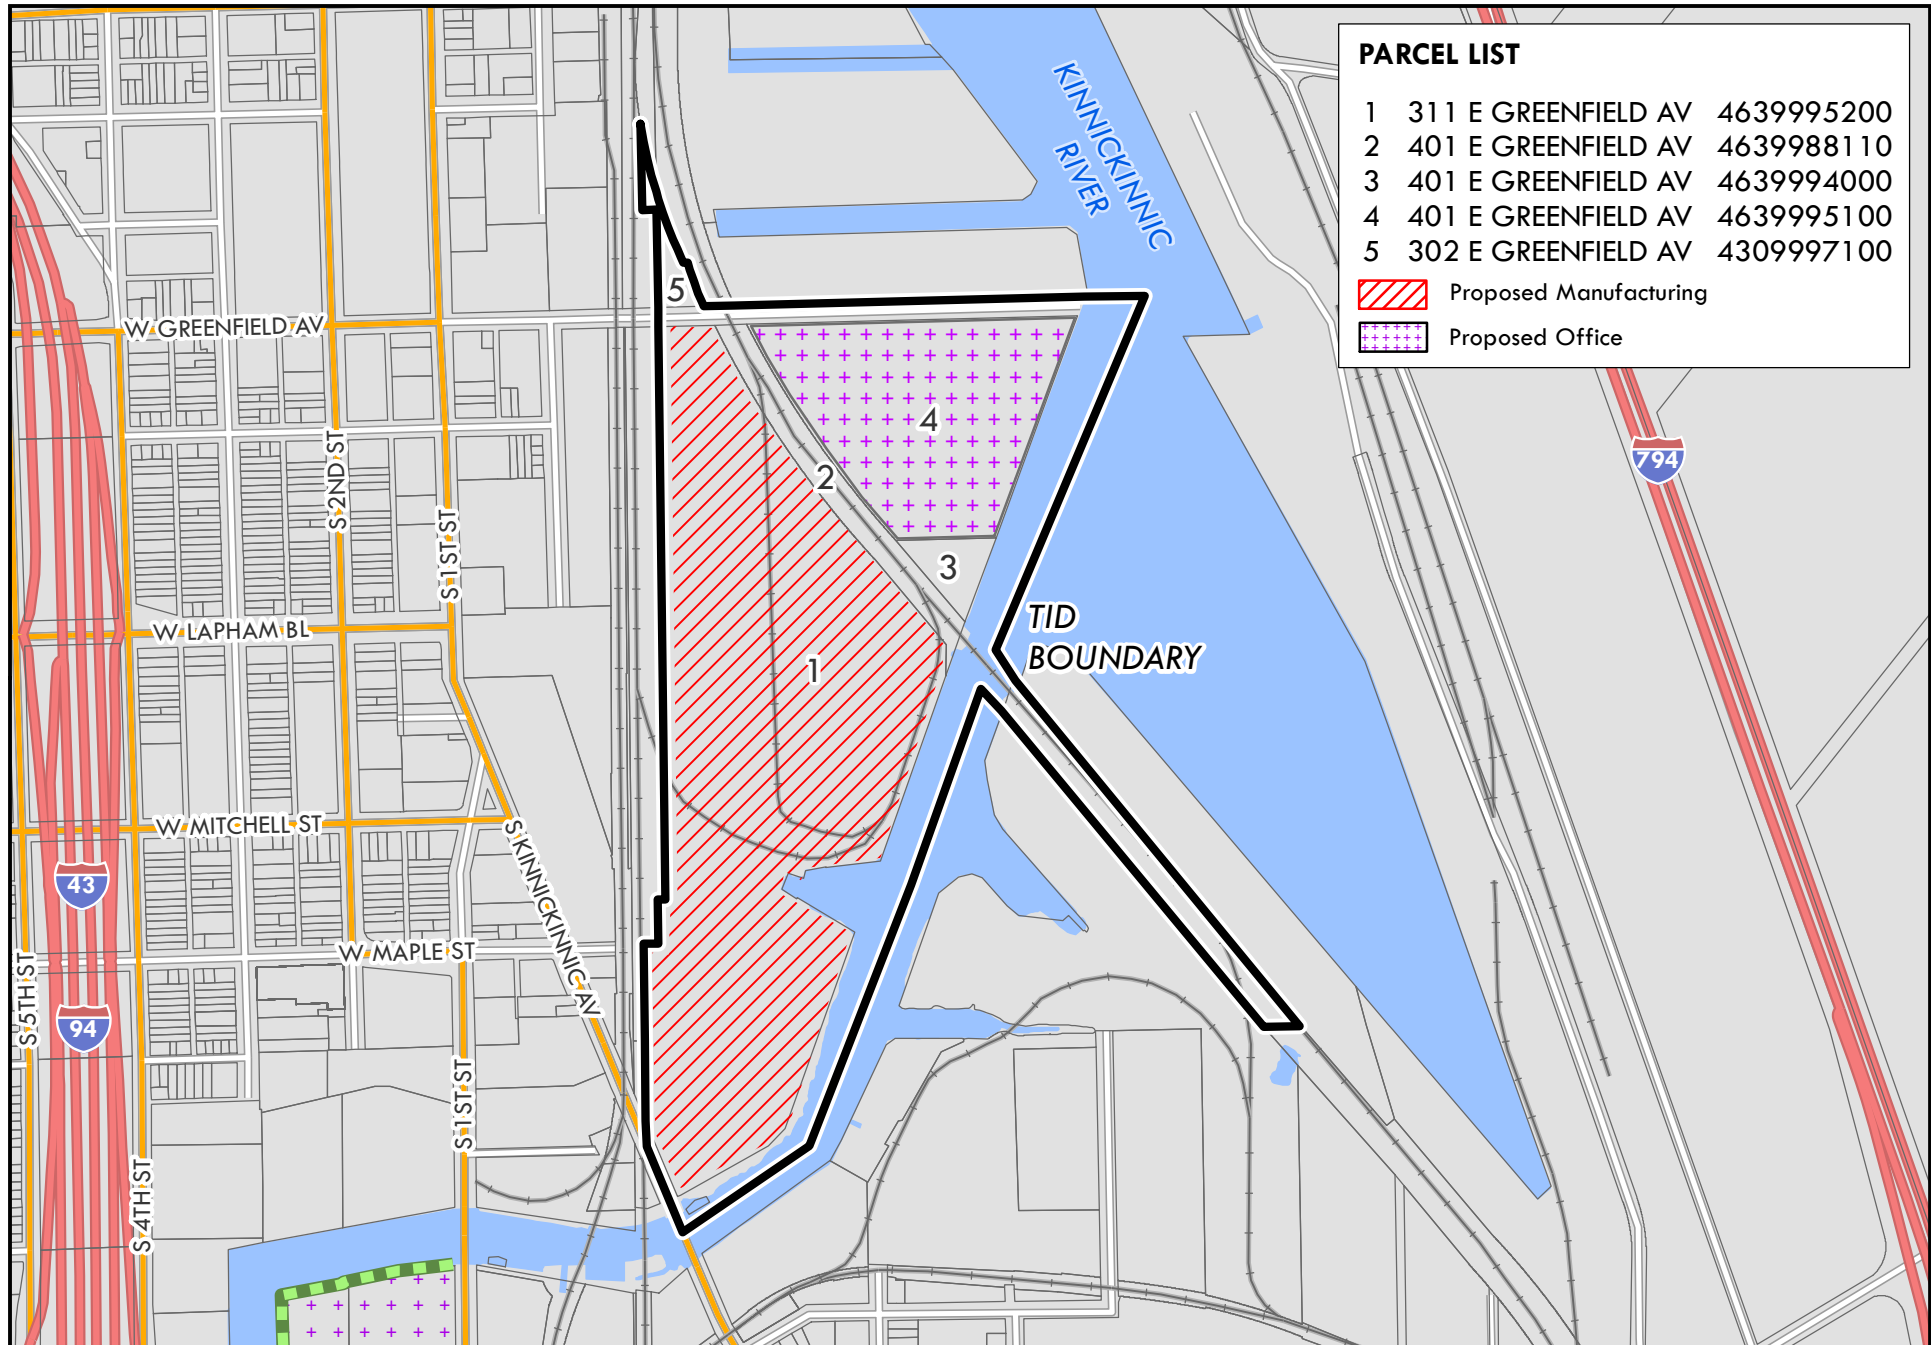 PARCEL LIST
1 311 E GREENFIELD AV 4639995200
2 401 E GREENFIELD AV 4639988110
3 401 E GREENFIELD AV 4639994000
4 401 E GREENFIELD AV 4639995100
5 302 E GREENFIELD AV 4309997100
Proposed Manufacturing
Proposed Office
KINNICKINNIC
RIVER
5
W GREENFIELD AV
4
794
2
S 2ND ST
S 1ST ST
3
TID
BOUNDARY
W LAPHAM BL
1
W MITCHELL ST
S KINNICKINNIC AV
43
W MAPLE ST
S 5TH ST
94
S 1ST ST
S 4TH ST